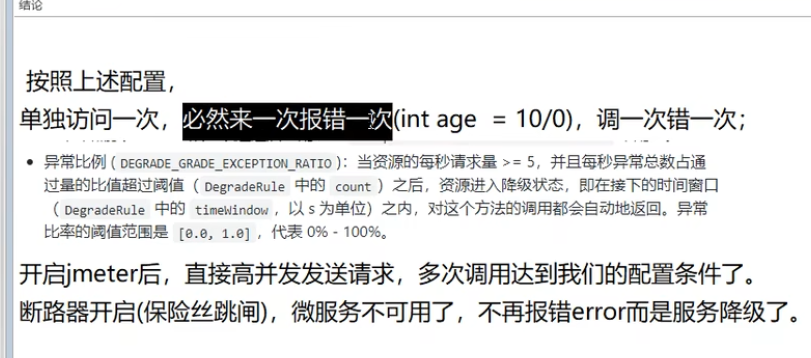 结论
按照上述配置，
单独访问一次，必然来一次报错一次(int age  = 10/0)，调一次错一次；
• 异常比例 ( DEGRADE_GRADE_EXCEPTION_RATIO )：当资源的每秒请求量 >= 5，并且每秒异常总数占通
过量的比值超过阈值（ DegradeRule 中的 count ）之后，资源进入降级状态，即在接下的时间窗口
（ DegradeRule 中的 timeWindow ，以 s 为单位）之内，对这个方法的调用都会自动地返回。异常
比率的阈值范围是 [0.0, 1.0] ，代表 0% - 100%。
开启jmeter后，直接高并发发送请求，多次调用达到我们的配置条件了。
断路器开启(保险丝跳闸)，微服务不可用了，不再报错error而是服务降级了。